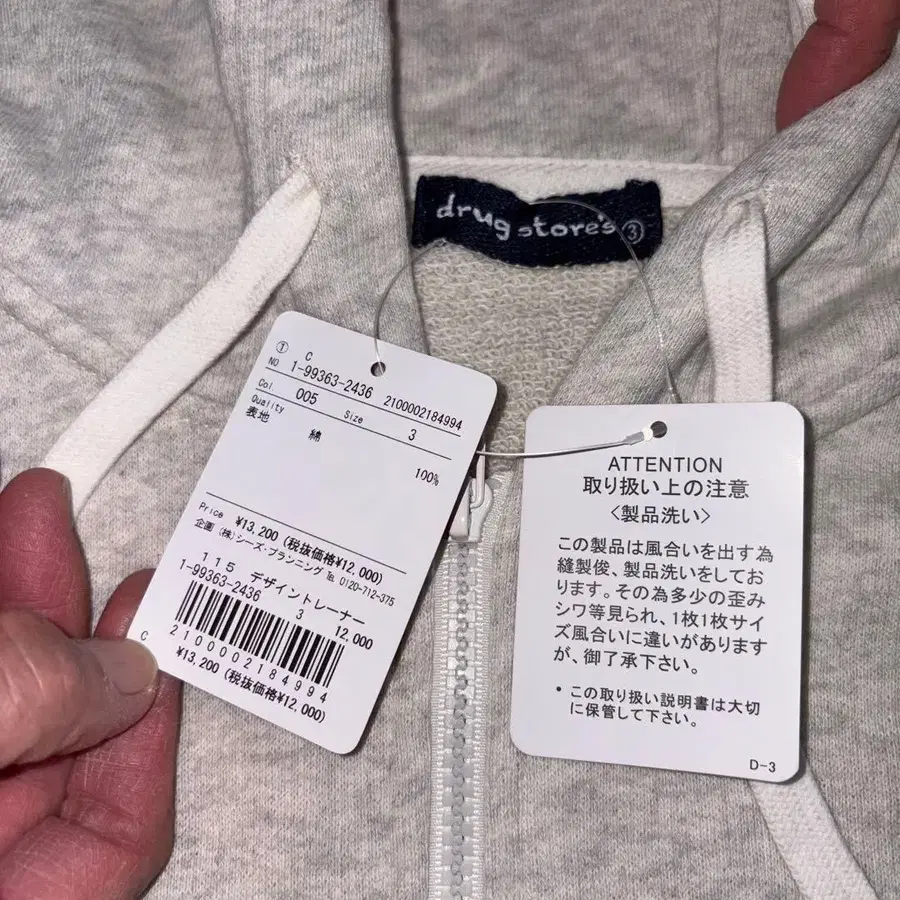 drug store's ③
① C
NO 1-99363-2436 2100002184994
Col. 005 Size 3
Quality
表地 綿 100%
Price ¥13,200 (税抜価格¥12,000)
企画 (株)シーズ・プランニング TEL 0120-712-375
115 デザイントレーナー
1-99363-2436 3 12,000
C
2100002184994
¥13,200 (税抜価格¥12,000)
ATTENTION
取り扱い上の注意
〈製品洗い〉
この製品は風合いを出す為
縫製後、製品洗いをしてお
ります。その為多少の歪み
シワ等見られ、1枚1枚サイ
ズ風合いに違いがあります
が、御了承下さい。
・この取り扱い説明書は大切
に保管して下さい。
D-3